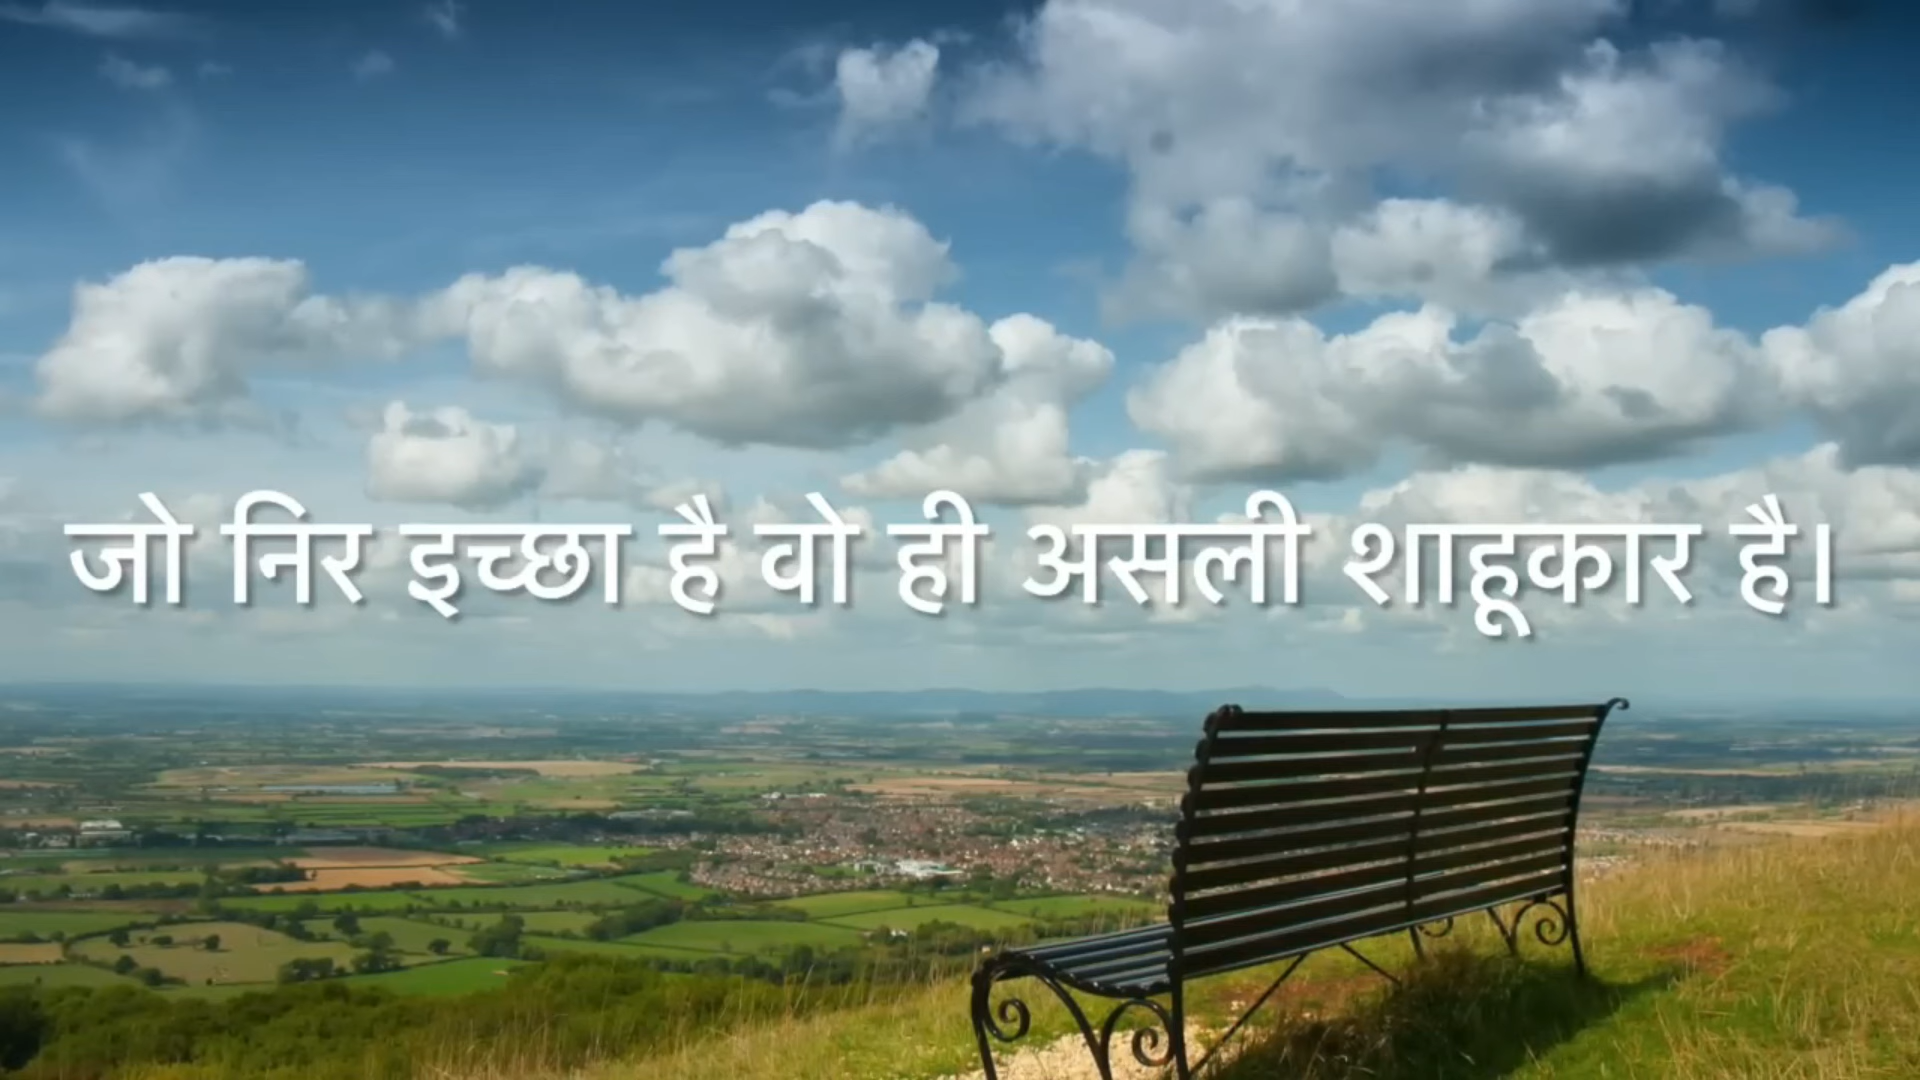 जो निर इच्छा है वो ही असली शाहूकार है।